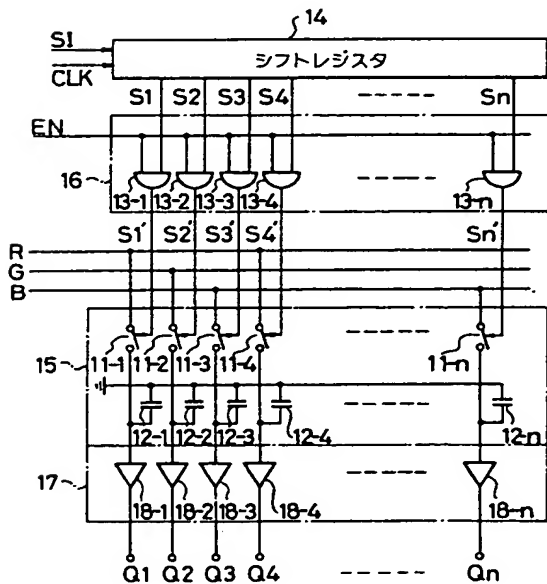 14
SI
シフトレジスタ
CLK
S1 S2 S3 S4 Sn
EN
16
13-1 13-2 13-3 13-4 13-n
S1' S2' S3' S4' Sn'
R
G
B
15
11-1 11-2 11-3 11-4 11-n
12-1 12-2 12-3 12-4 12-n
17
18-1 18-2 18-3 18-4 18-n
Q1 Q2 Q3 Q4 Qn